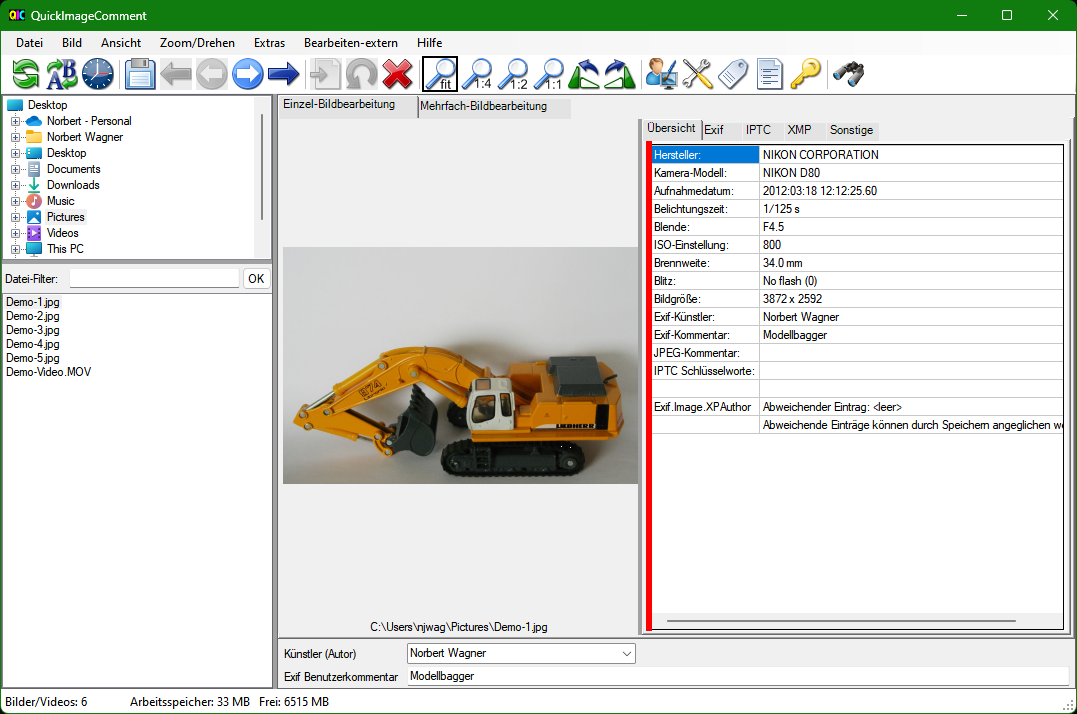 QuickImageComment
Datei Bild Ansicht Zoom/Drehen Extras Bearbeiten-extern Hilfe
fit 1:4 1:2 1:1
Desktop
Norbert - Personal
Norbert Wagner
Desktop
Documents
Downloads
Music
Pictures
Videos
This PC
Datei-Filter: OK
Demo-1.jpg
Demo-2.jpg
Demo-3.jpg
Demo-4.jpg
Demo-5.jpg
Demo-Video.MOV
Einzel-Bildbearbeitung Mehrfach-Bildbearbeitung
974
LIEBHERR
C:\Users\njwag\Pictures\Demo-1.jpg
Übersicht Exif IPTC XMP Sonstige
Hersteller: NIKON CORPORATION
Kamera-Modell: NIKON D80
Aufnahmedatum: 2012:03:18 12:12:25.60
Belichtungszeit: 1/125 s
Blende: F4.5
ISO-Einstellung: 800
Brennweite: 34.0 mm
Blitz: No flash (0)
Bildgröße: 3872 x 2592
Exif-Künstler: Norbert Wagner
Exif-Kommentar: Modellbagger
JPEG-Kommentar:
IPTC Schlüsselworte:
Exif.Image.XPAuthor Abweichender Eintrag: <leer>
Abweichende Einträge können durch Speichern angeglichen we
Künstler (Autor) Norbert Wagner
Exif Benutzerkommentar Modellbagger
Bilder/Videos: 6 Arbeitsspeicher: 33 MB Frei: 6515 MB